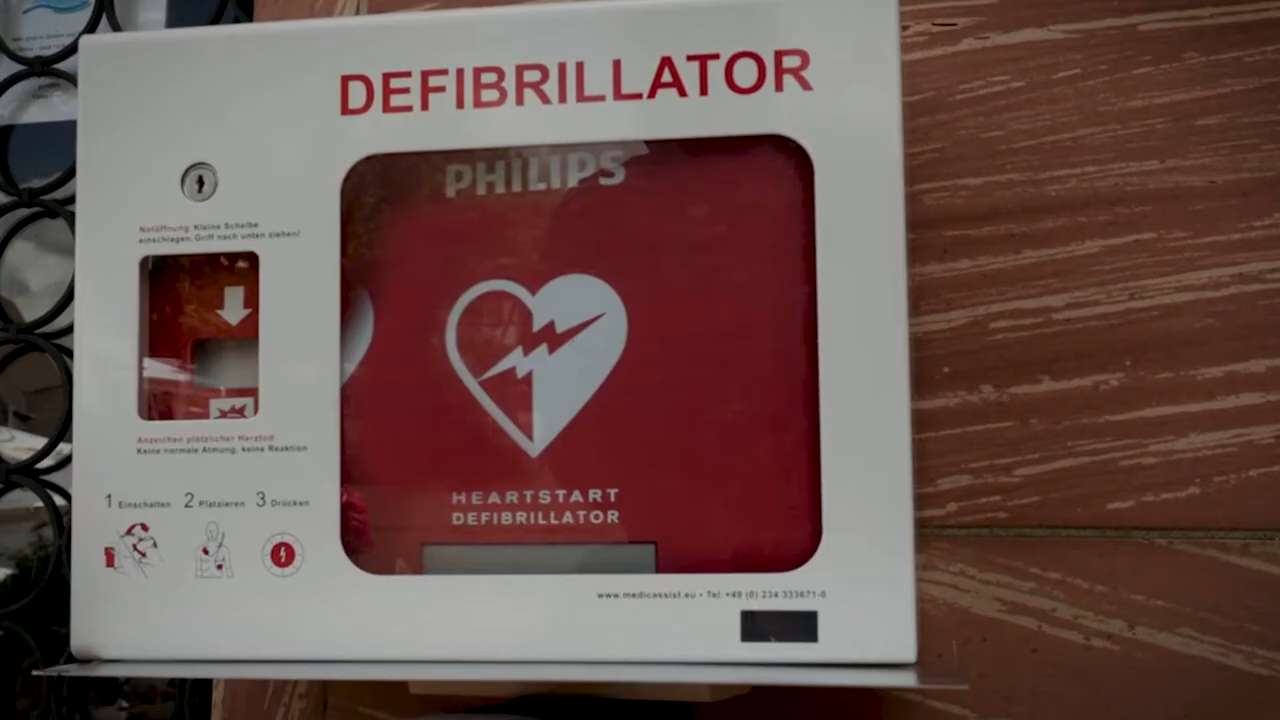 DEFIBRILLATOR
PHILIPS
Notöffnung: Kleine Scheibe
einschlagen. Griff nach unten ziehen!
Anzeichen plötzlicher Herztod
Keine normale Atmung, keine Reaktion
1 Einschalten 2 Platzieren 3 Drücken
HEARTSTART
DEFIBRILLATOR
www.medicassist.eu • Tel +49 (0) 234 333671-0